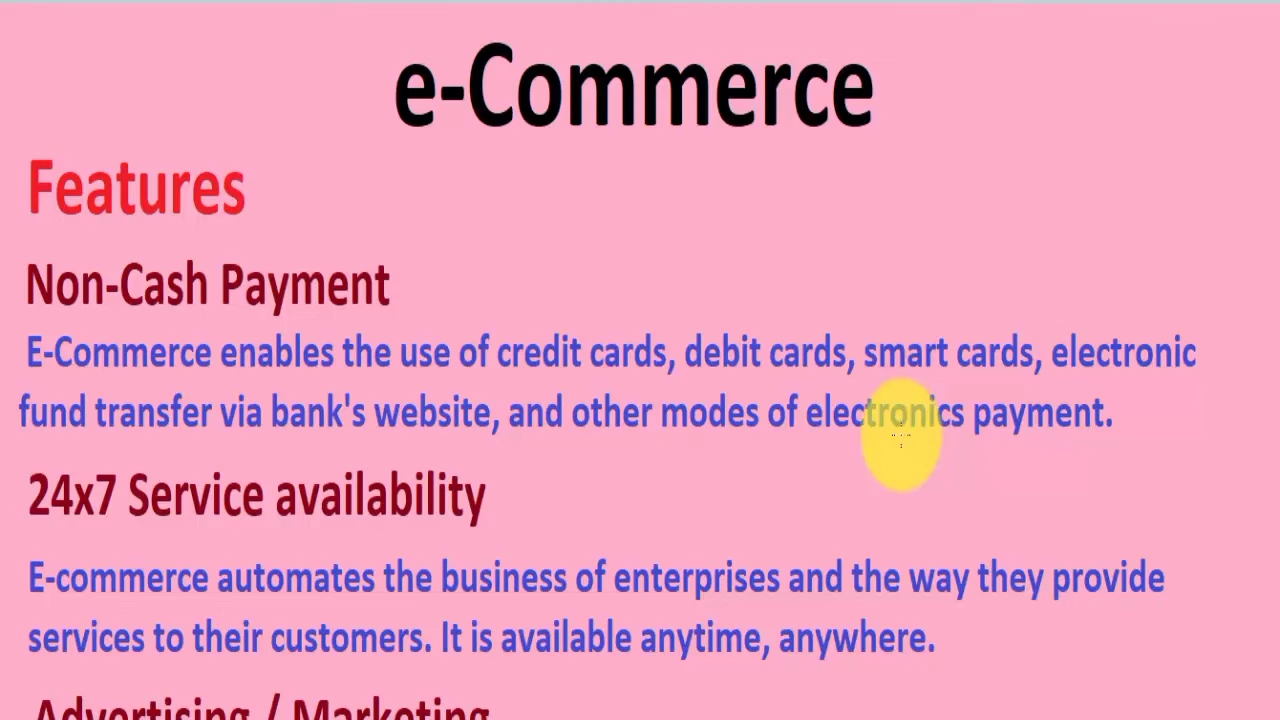 e-Commerce
Features
Non-Cash Payment
E-Commerce enables the use of credit cards, debit cards, smart cards, electronic
fund transfer via bank's website, and other modes of electronics payment.
24x7 Service availability
E-commerce automates the business of enterprises and the way they provide
services to their customers. It is available anytime, anywhere.
Advertising / Marketing